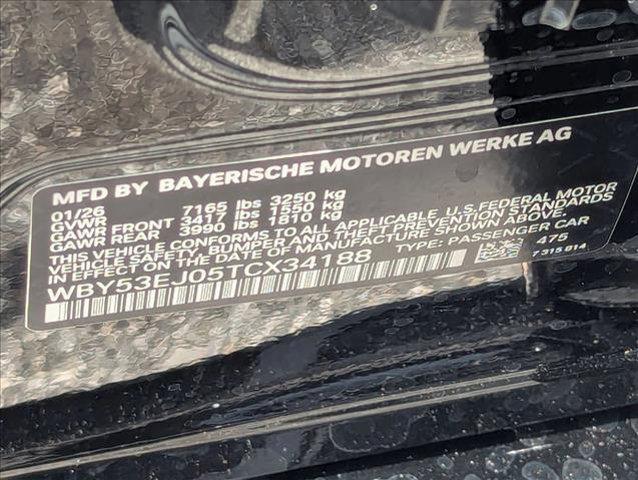 MFD BY BAYERISCHE MOTOREN WERKE AG
01/26 7165 lbs 3250 kg
GVWR
GAWR FRONT 3417 lbs 1550 kg
GAWR REAR 3990 lbs 1810 kg
THIS VEHICLE CONFORMS TO ALL APPLICABLE U.S. FEDERAL MOTOR
VEHICLE SAFETY, BUMPER AND THEFT PREVENTION STANDARDS
IN EFFECT ON THE DATE OF MANUFACTURE SHOWN ABOVE.
WBY53EJ05TCX34188 TYPE: PASSENGER CAR
475
7 315 014